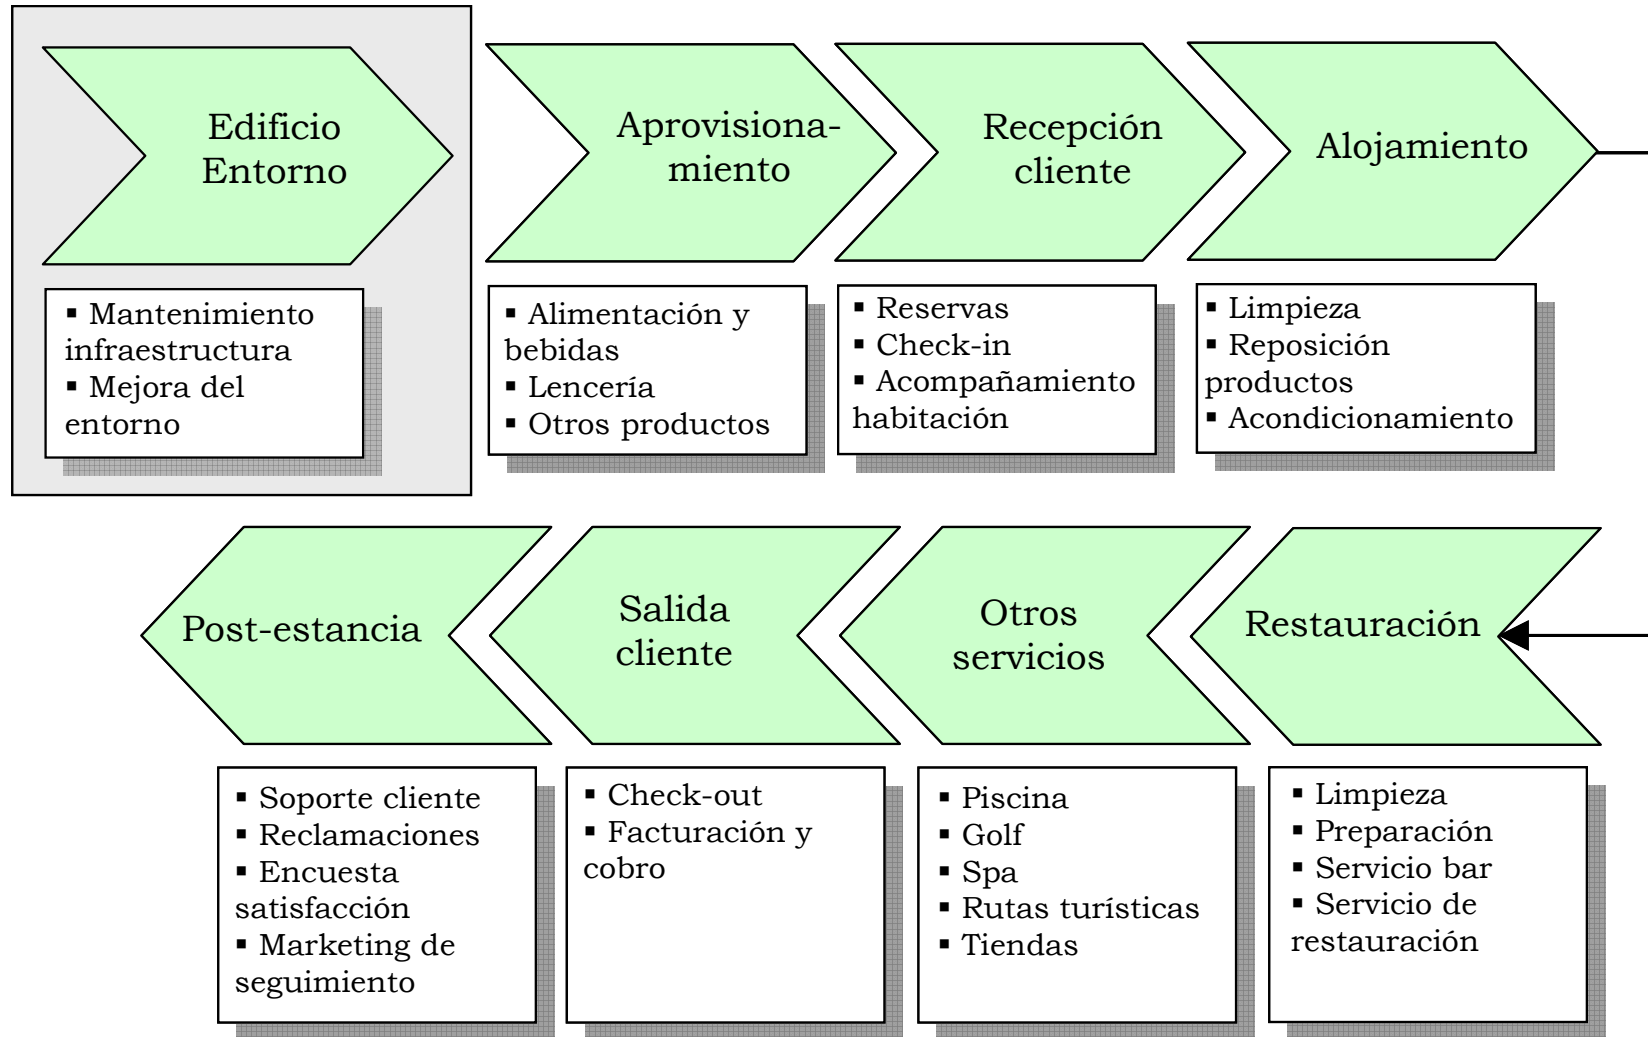 Edificio
Entorno
Aprovisiona-
miento
Recepción
cliente
Alojamiento
▪ Mantenimiento
infraestructura
▪ Mejora del
entorno
▪ Alimentación y
bebidas
▪ Lencería
▪ Otros productos
▪ Reservas
▪ Check-in
▪ Acompañamiento
habitación
▪ Limpieza
▪ Reposición
productos
▪ Acondicionamiento
Post-estancia
Salida
cliente
Otros
servicios
Restauración
▪ Soporte cliente
▪ Reclamaciones
▪ Encuesta
satisfacción
▪ Marketing de
seguimiento
▪ Check-out
▪ Facturación y
cobro
▪ Piscina
▪ Golf
▪ Spa
▪ Rutas turísticas
▪ Tiendas
▪ Limpieza
▪ Preparación
▪ Servicio bar
▪ Servicio de
restauración